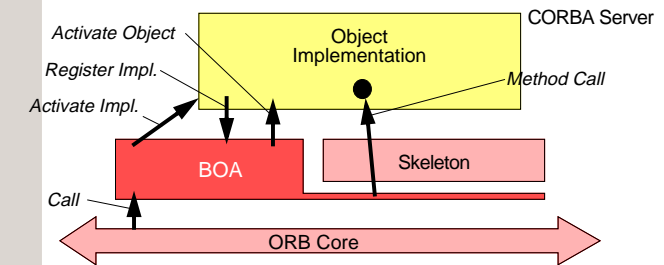 CORBA Server
Activate Object
Object
Implementation
Register Impl.
Method Call
Activate Impl.
BOA
Skeleton
Call
ORB Core